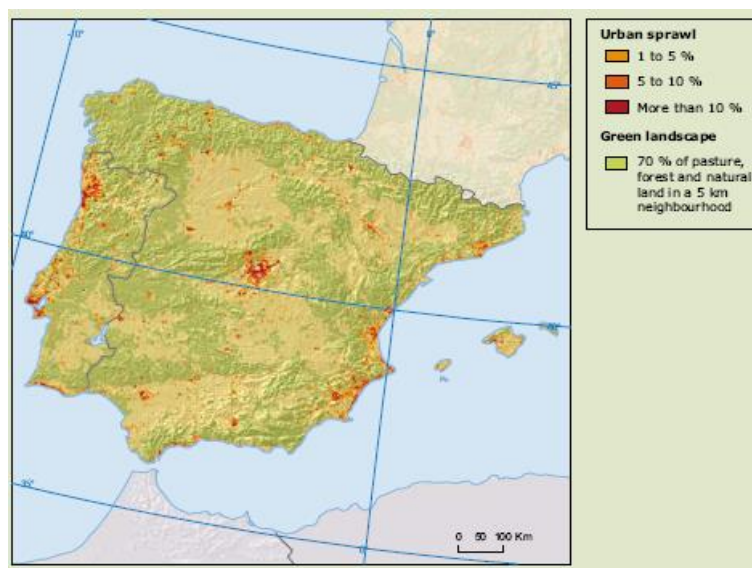 Urban sprawl
1 to 5 %
5 to 10 %
More than 10 %
Green landscape
70 % of pasture,
forest and natural
land in a 5 km
neighbourhood
0 50 100 Km